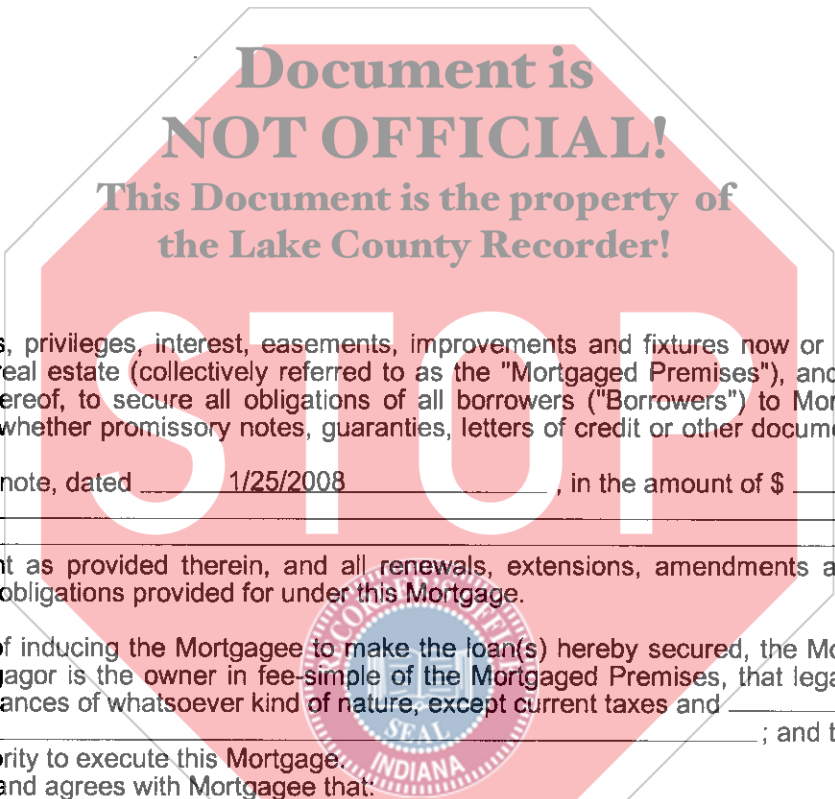 Document is
NOT OFFICIAL!
This Document is the property of
the Lake County Recorder!
STOP
privileges, interest, easements, improvements and fixtures now or
real estate (collectively referred to as the "Mortgaged Premises"), and
ereof, to secure all obligations of all borrowers ("Borrowers") to Mor
whether promissory notes, guaranties, letters of credit or other docume
note, dated 1/25/2008 , in the amount of $
as provided therein, and all renewals, extensions, amendments a
obligations provided for under this Mortgage.
of inducing the Mortgagee to make the loan(s) hereby secured, the Mo
gagor is the owner in fee-simple of the Mortgaged Premises, that lega
ances of whatsoever kind of nature, except current taxes and
; and t
rity to execute this Mortgage.
and agrees with Mortgagee that:
RECORDER'S OFFICE
SEAL
INDIANA